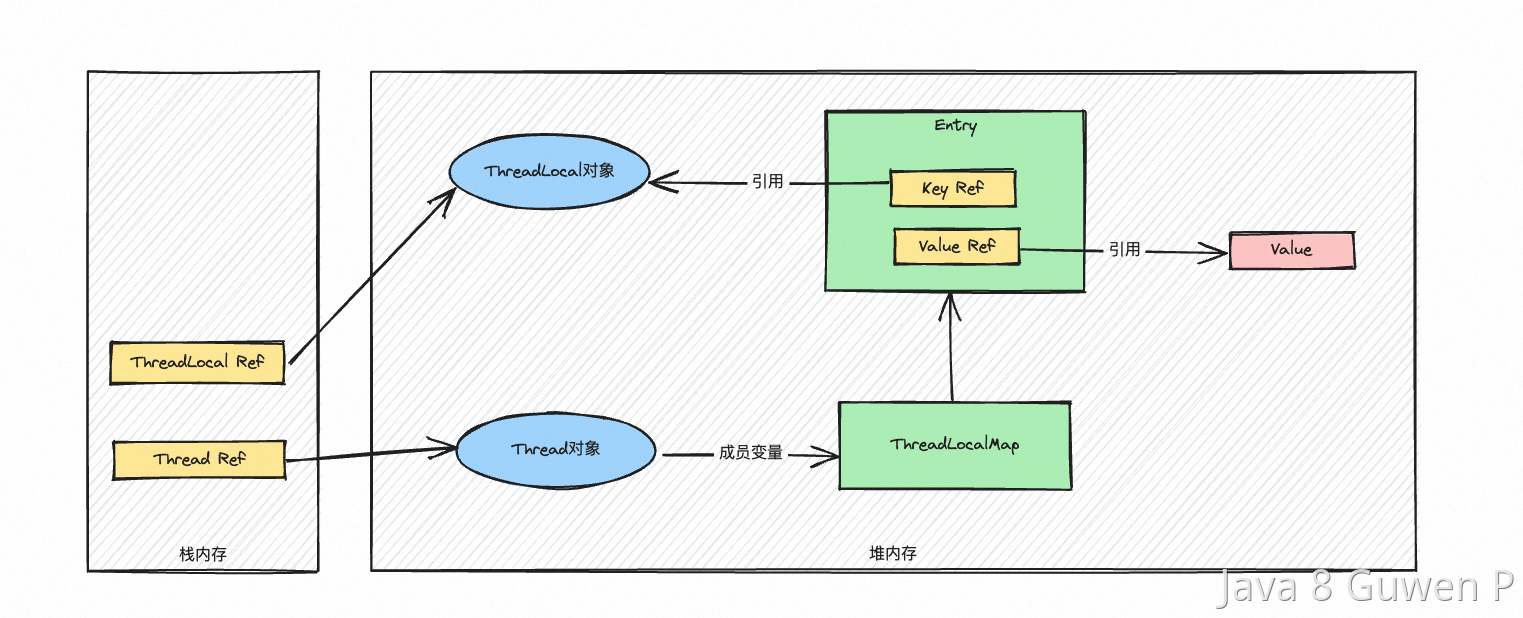 Entry
ThreadLocal对象
引用
Key Ref
Value Ref
引用
Value
ThreadLocal Ref
Thread Ref
Thread对象
成员变量
ThreadLocalMap
栈内存
堆内存
Java 8 Guwen P